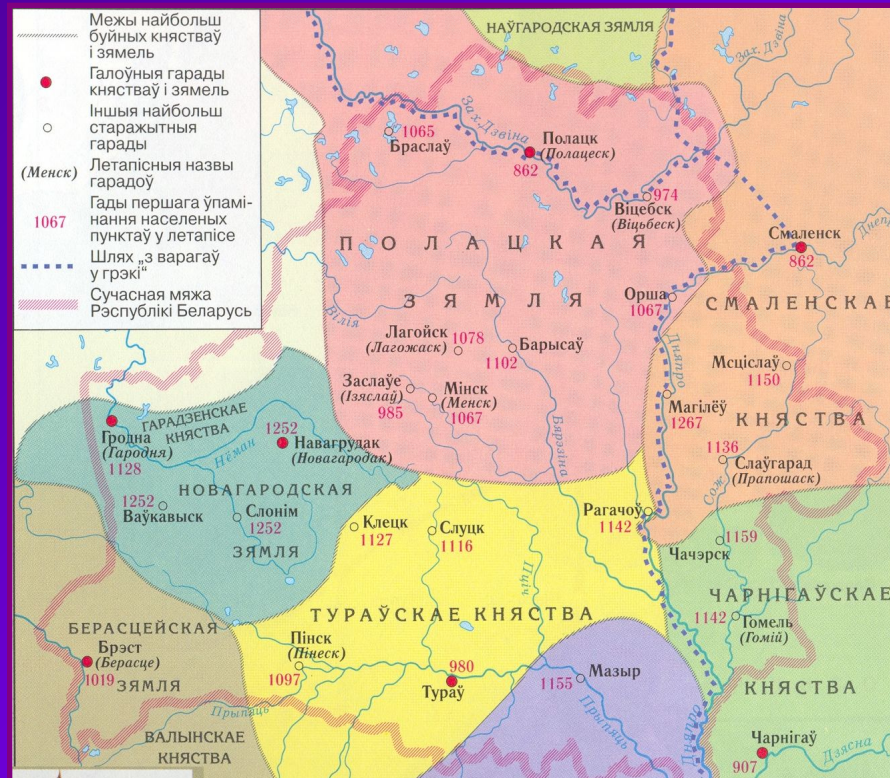 Межы найбольш
буйных княстваў
і зямель
Галоўныя гарады
княстваў і зямель
Іншыя найбольш
старажытныя
гарады
(Менск)
Летапісныя назвы
гарадоў
1067
Гады першага ўпамі-
нання населеных
пунктаў у летапісе
Шлях „з варагаў
у грэкі“
Сучасная мяжа
Рэспублікі Беларусь
НАЎГАРОДСКАЯ ЗЯМЛЯ
Зах. Дзвіна
Зах. Дзвіна
1065
Браслаў
Полацк
(Полацеск)
862
974
Віцебск
(Віцьбеск)
ПОЛАЦКАЯ
ЗЯМЛЯ
Смаленск
862
Орша
1067
СМАЛЕНСКАЕ
КНЯСТВА
Вілія
Лагойск
(Лагожаск)
1078
1102
Барысаў
Дняпро
Мсціслаў
1150
Заслаўе
(Ізяслаў)
985
Мінск
(Менск)
1067
Магілёў
1267
Бярэзіна
Гродна
(Гародня)
1128
ГАРАДЗЕНСКАЕ
КНЯСТВА
Нёман
1252
Навагрудак
(Новагародак)
1136
Слаўгарад
(Прапошаск)
Сож
НОВАГАРОДСКАЯ
ЗЯМЛЯ
1252
Ваўкавыск
Слонім
1252
Клецк
1127
Слуцк
1116
Рагачоў
1142
1159
Чачэрск
Пціч
ЧАРНІГАЎСКАЕ
КНЯСТВА
ТУРАЎСКАЕ КНЯСТВА
1142
Гомель
(Гомій)
БЕРАСЦЕЙСКАЯ
ЗЯМЛЯ
Брэст
(Берасце)
1019
Пінск
(Пінеск)
1097
980
Тураў
1155
Мазыр
Прыпяць
Прыпяць
Дняпро
ВАЛЫНСКАЕ
КНЯСТВА
Чарнігаў
907
Дзясна